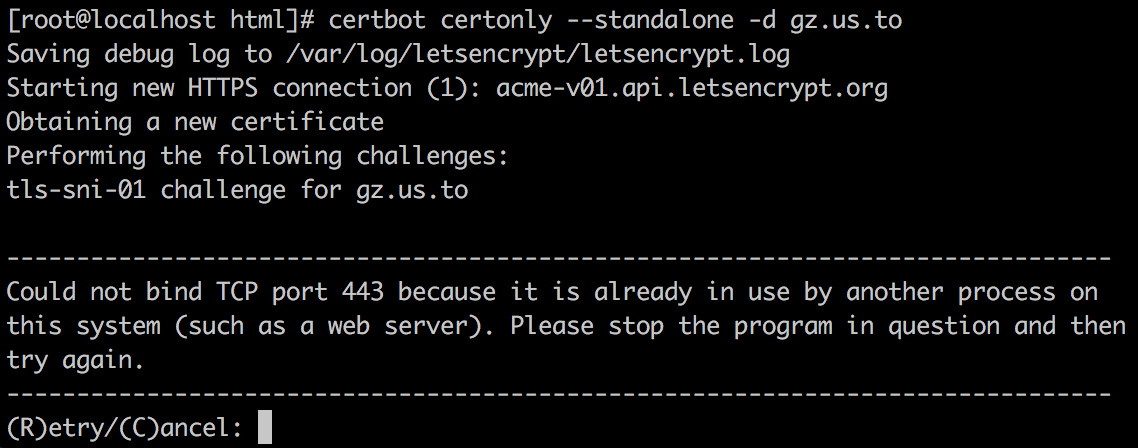 [root@localhost html]# certbot certonly --standalone -d gz.us.to
Saving debug log to /var/log/letsencrypt/letsencrypt.log
Starting new HTTPS connection (1): acme-v01.api.letsencrypt.org
Obtaining a new certificate
Performing the following challenges:
tls-sni-01 challenge for gz.us.to
-------------------------------------------------------------------------------
Could not bind TCP port 443 because it is already in use by another process on
this system (such as a web server). Please stop the program in question and then
try again.
-------------------------------------------------------------------------------
(R)etry/(C)ancel: